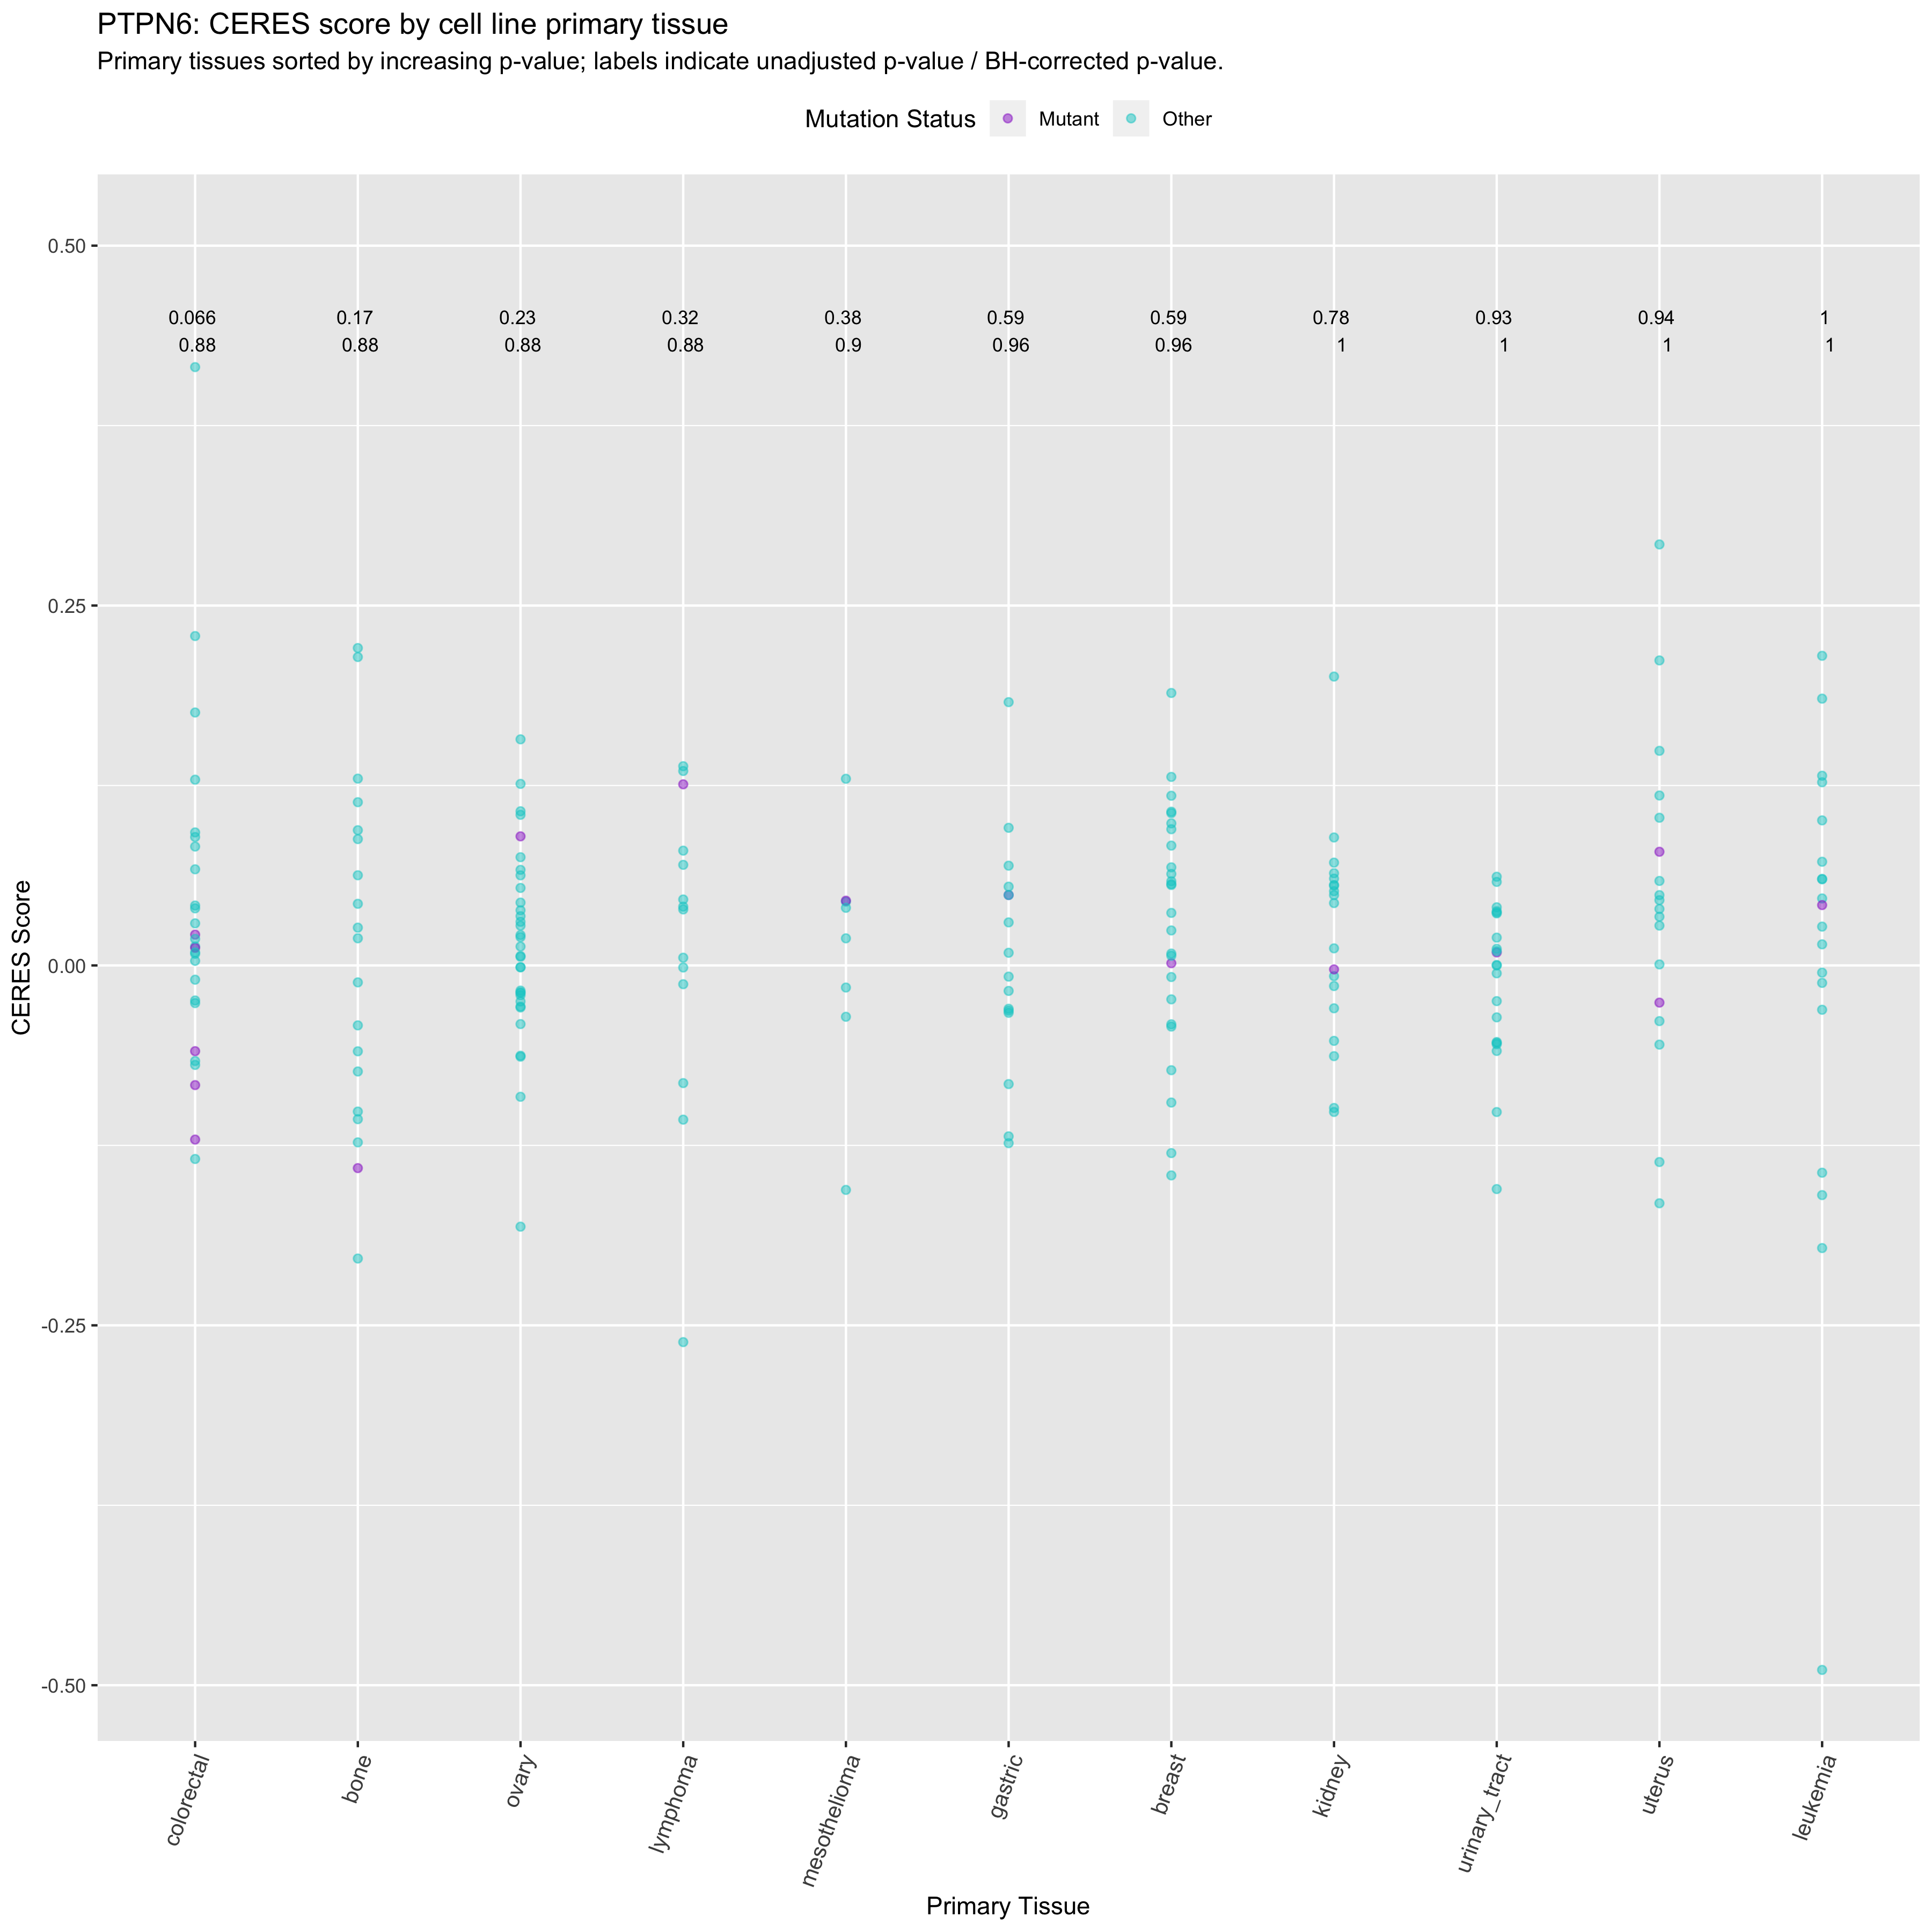 PTPN6: CERES score by cell line primary tissue
Primary tissues sorted by increasing p-value; labels indicate unadjusted p-value / BH-corrected p-value.
Mutation Status Mutant Other
0.50
0.066 0.17 0.23 0.32 0.38 0.59 0.59 0.78 0.93 0.94 1
0.88 0.88 0.88 0.88 0.9 0.96 0.96 1 1 1 1
0.25
CERES Score
0.00
-0.25
-0.50
colorectal bone ovary lymphoma mesothelioma gastric breast kidney urinary_tract uterus leukemia
Primary Tissue